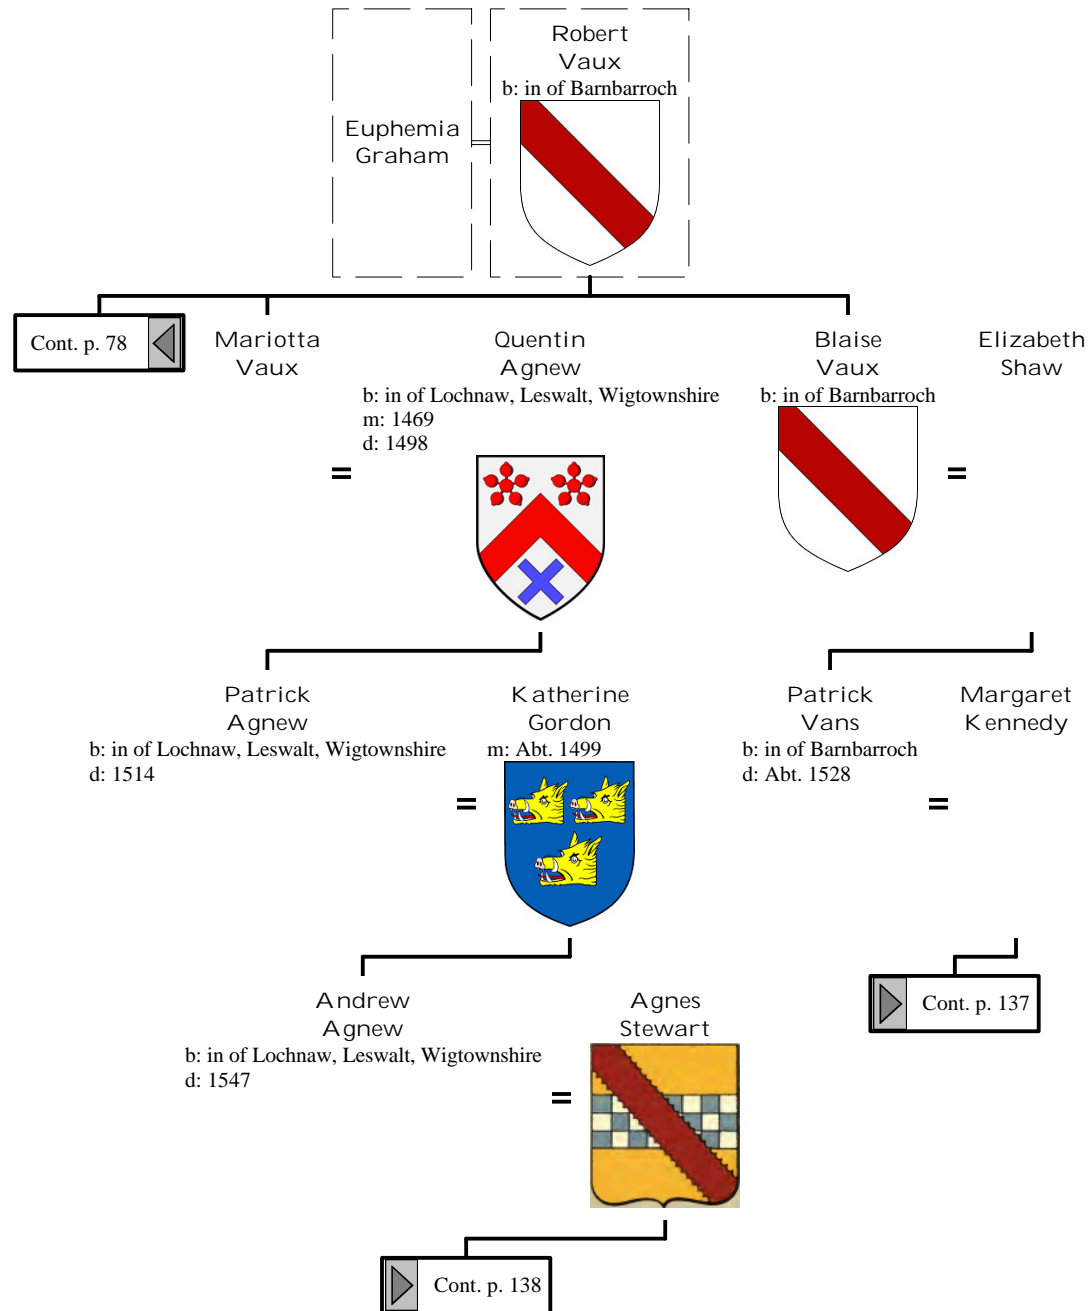 Robert
Vaux
b: in of Barnbarroch
Euphemia
Graham
Cont. p. 78
Mariotta
Vaux
Quentin
Agnew
b: in of Lochnaw, Leswalt, Wigtownshire
m: 1469
d: 1498
=
Blaise
Vaux
b: in of Barnbarroch
=
Elizabeth
Shaw
Patrick
Agnew
b: in of Lochnaw, Leswalt, Wigtownshire
d: 1514
=
Katherine
Gordon
m: Abt. 1499
Patrick
Vans
b: in of Barnbarroch
d: Abt. 1528
=
Margaret
Kennedy
Andrew
Agnew
b: in of Lochnaw, Leswalt, Wigtownshire
d: 1547
=
Agnes
Stewart
Cont. p. 137
Cont. p. 138